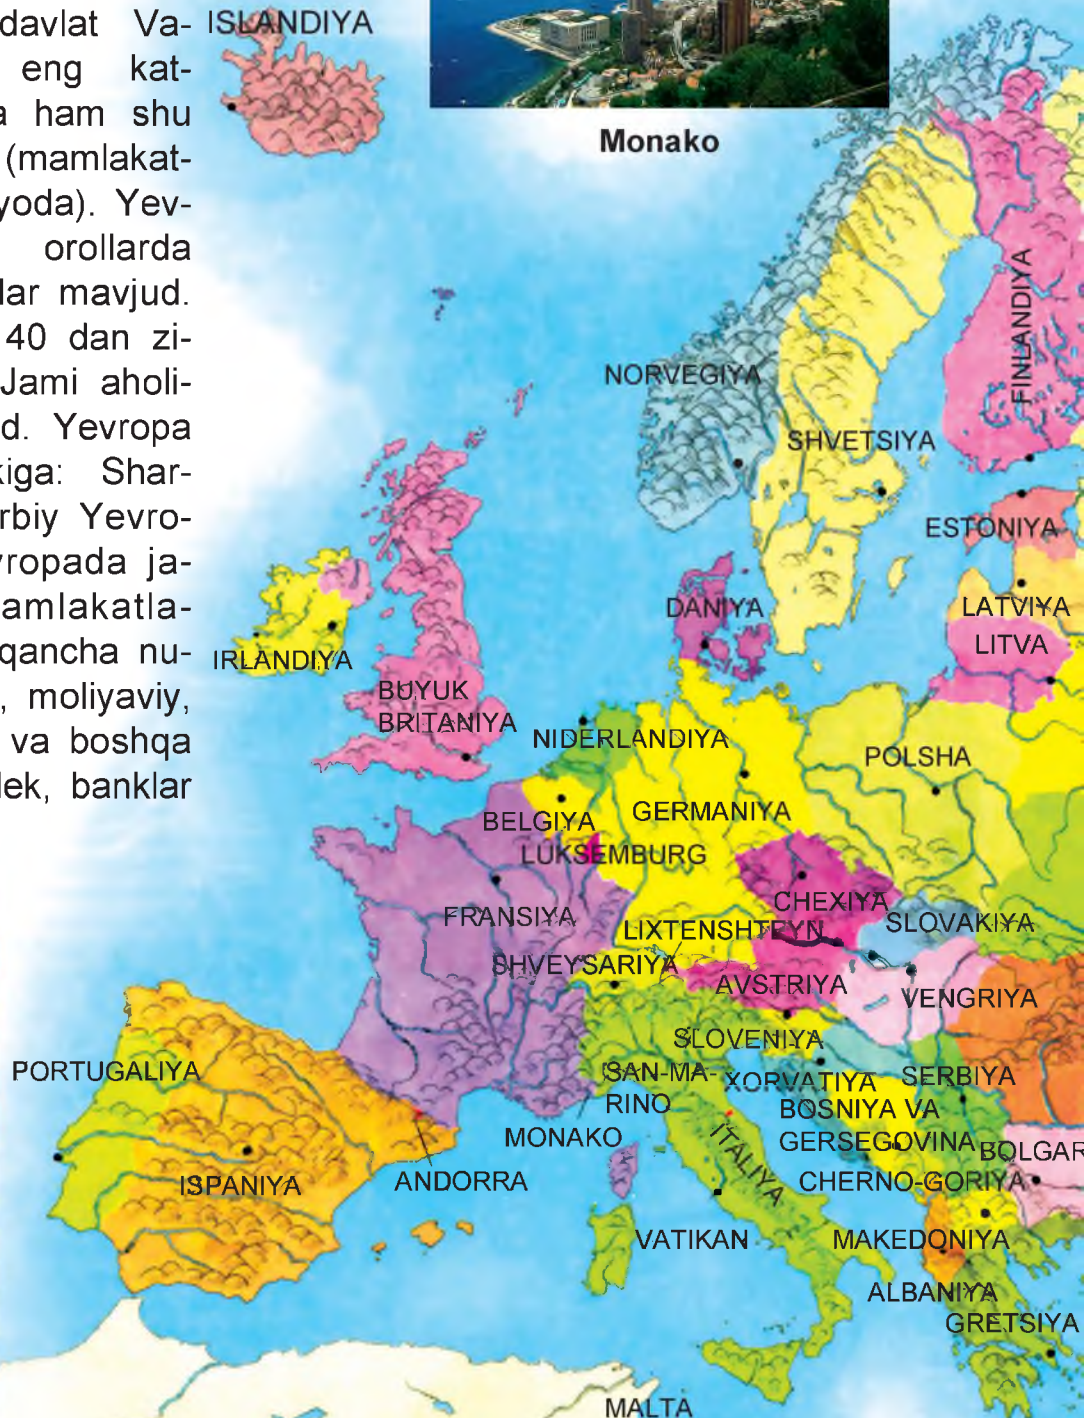 davlat Va-
eng kat-
a ham shu
(mamlakat-
yoda). Yev-
orollarda
lar mavjud.
40 dan zi-
Jami aholi-
d. Yevropa
kiga: Shar-
rbiy Yevro-
vropada ja-
amlakatla-
qancha nu-
, moliyaviy,
va boshqa
lek, banklar
ISLANDIYA
Monako
NORVEGIYA
FINLANDIYA
SHVETSIYA
ESTONIYA
DANIYA
LATVIYA
LITVA
IRLANDIYA
BUYUK
BRITANIYA
NIDERLANDIYA
POLSHA
BELGIYA
GERMANIYA
LUKSEMBURG
CHEXIYA
FRANSIYA
LIXTENSHTEYN
SLOVAKIYA
SHVEYSARIYA
AVSTRIYA
VENGRIYA
SLOVENIYA
PORTUGALIYA
SAN-MA-
RINO
XORVATIYA
SERBIYA
BOSNIYA VA
GERSEGOVINA
MONAKO
ITALIYA
BOLGAR
ISPANIYA
ANDORRA
CHERNO-GORIYA
VATIKAN
MAKEDONIYA
ALBANIYA
GRETSIYA
MALTA